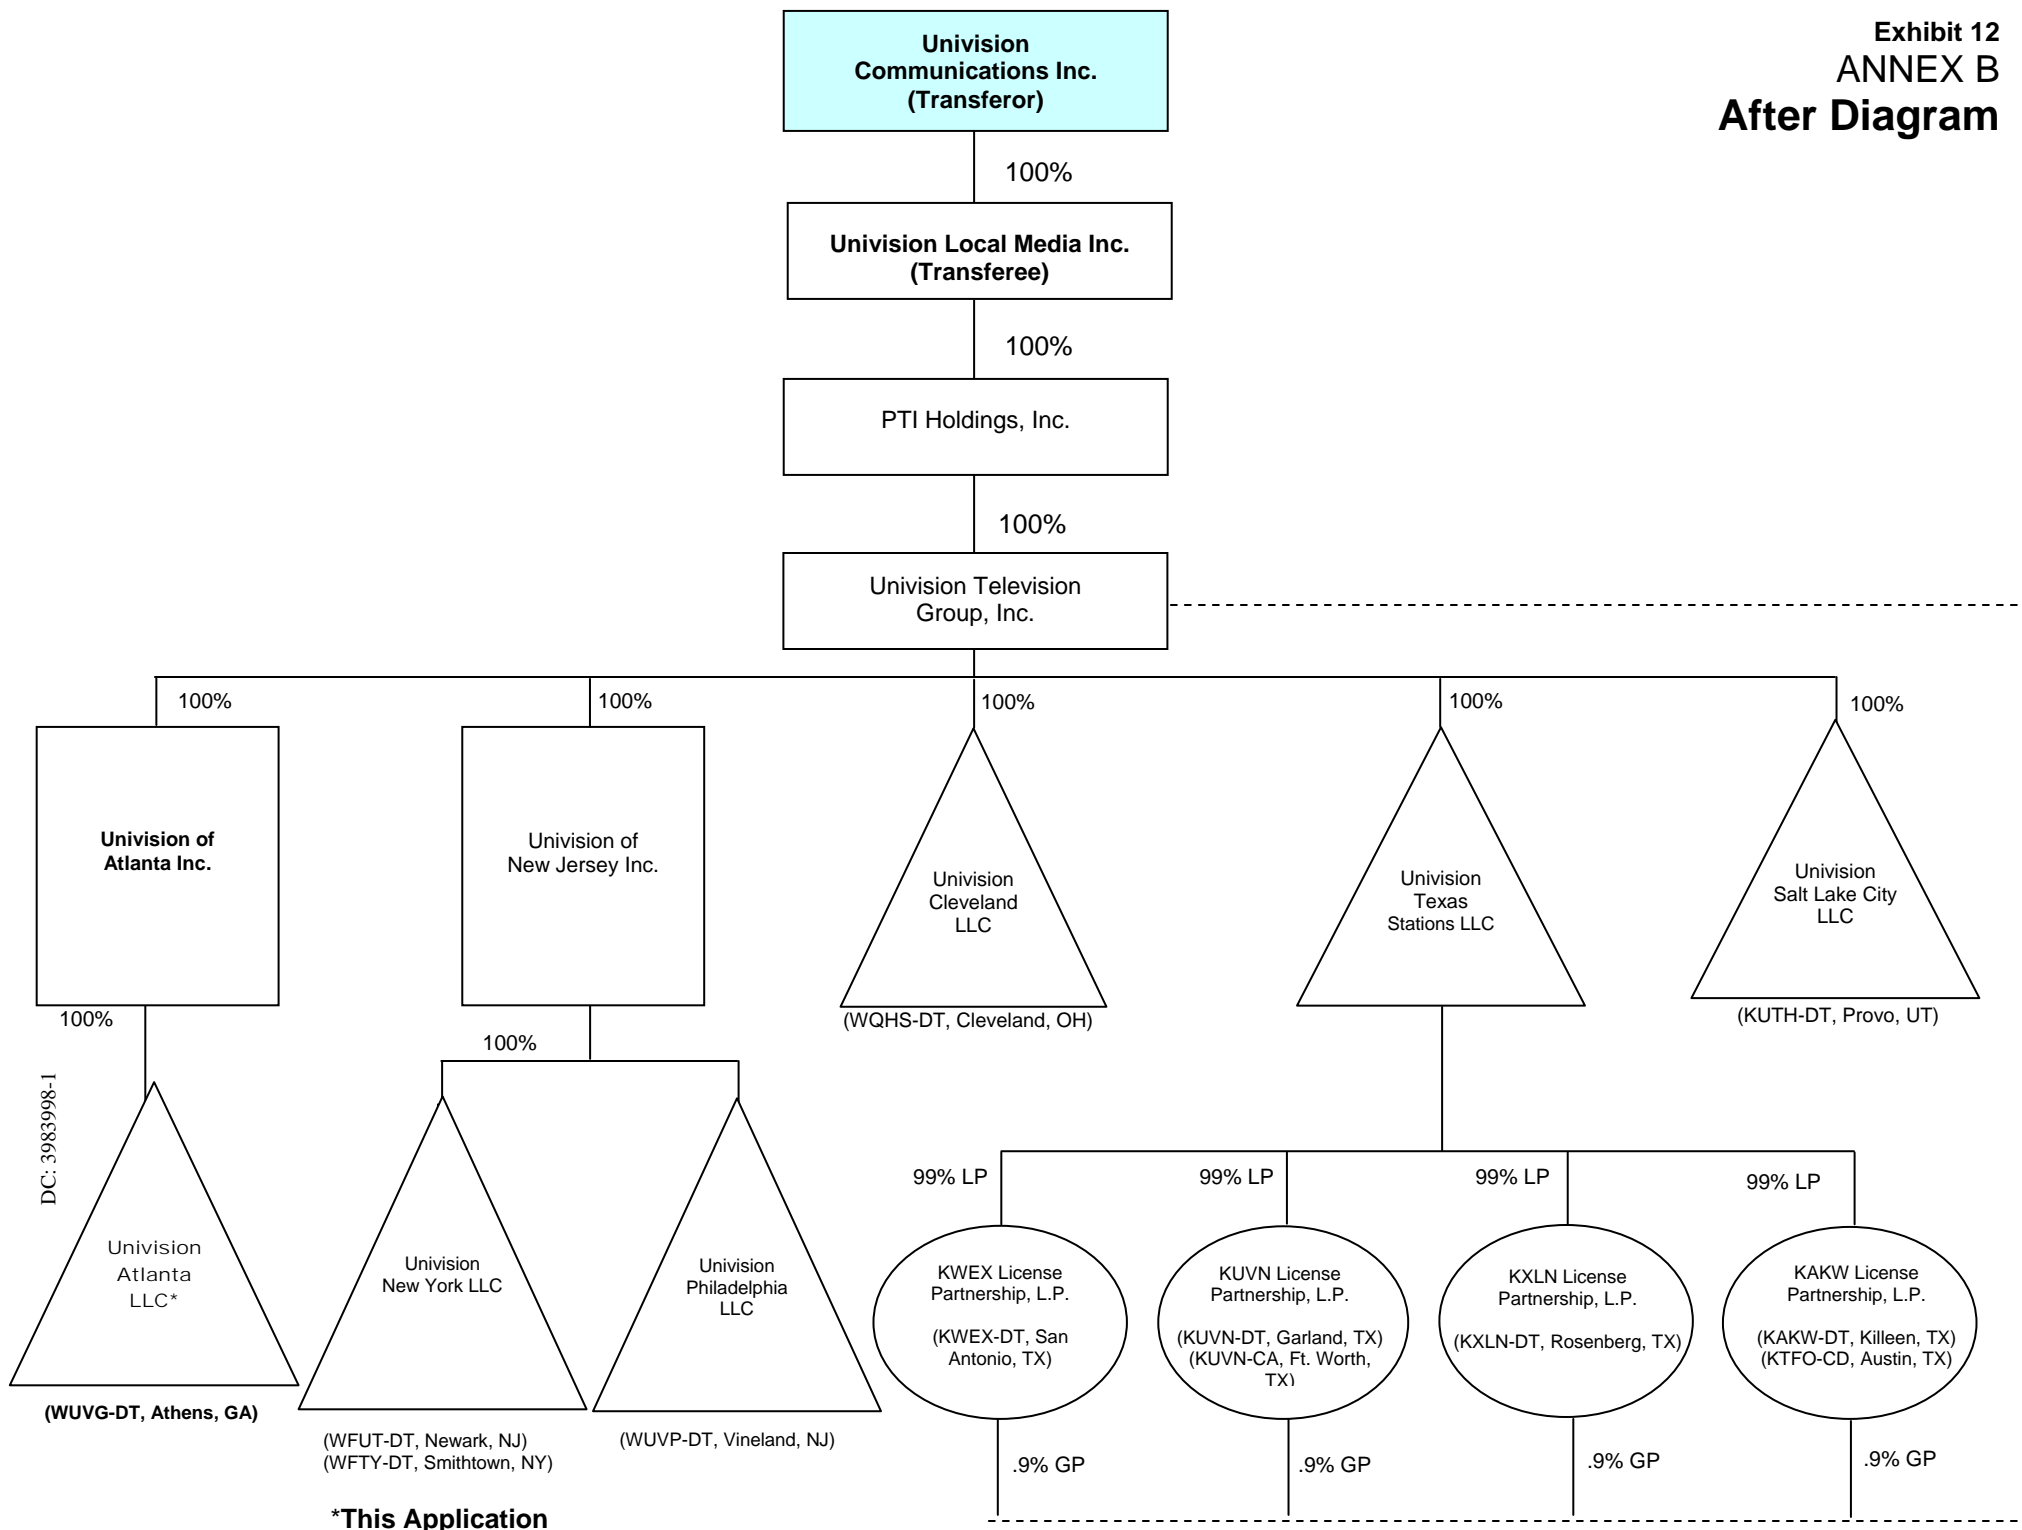 Exhibit 12
ANNEX B
After Diagram
Univision
Communications Inc.
(Transferor)
100%
Univision Local Media Inc.
(Transferee)
100%
PTI Holdings, Inc.
100%
Univision Television
Group, Inc.
100%
100%
100%
100%
100%
Univision of
Atlanta Inc.
Univision of
New Jersey Inc.
Univision
Cleveland
LLC
Univision
Texas
Stations LLC
Univision
Salt Lake City
LLC
(WQHS-DT, Cleveland, OH)
(KUTH-DT, Provo, UT)
100%
100%
DC: 3983998-1
99% LP
99% LP
99% LP
99% LP
Univision
Atlanta
LLC*
Univision
New York LLC
Univision
Philadelphia
LLC
KWEX License
Partnership, L.P.
(KWEX-DT, San
Antonio, TX)
KUVN License
Partnership, L.P.
(KUVN-DT, Garland, TX)
(KUVN-CA, Ft. Worth,
TX)
KXLN License
Partnership, L.P.
(KXLN-DT, Rosenberg, TX)
KAKW License
Partnership, L.P.
(KAKW-DT, Killeen, TX)
(KTFO-CD, Austin, TX)
(WUVG-DT, Athens, GA)
(WFUT-DT, Newark, NJ)
(WFTY-DT, Smithtown, NY)
(WUVP-DT, Vineland, NJ)
.9% GP
.9% GP
.9% GP
.9% GP
*This Application